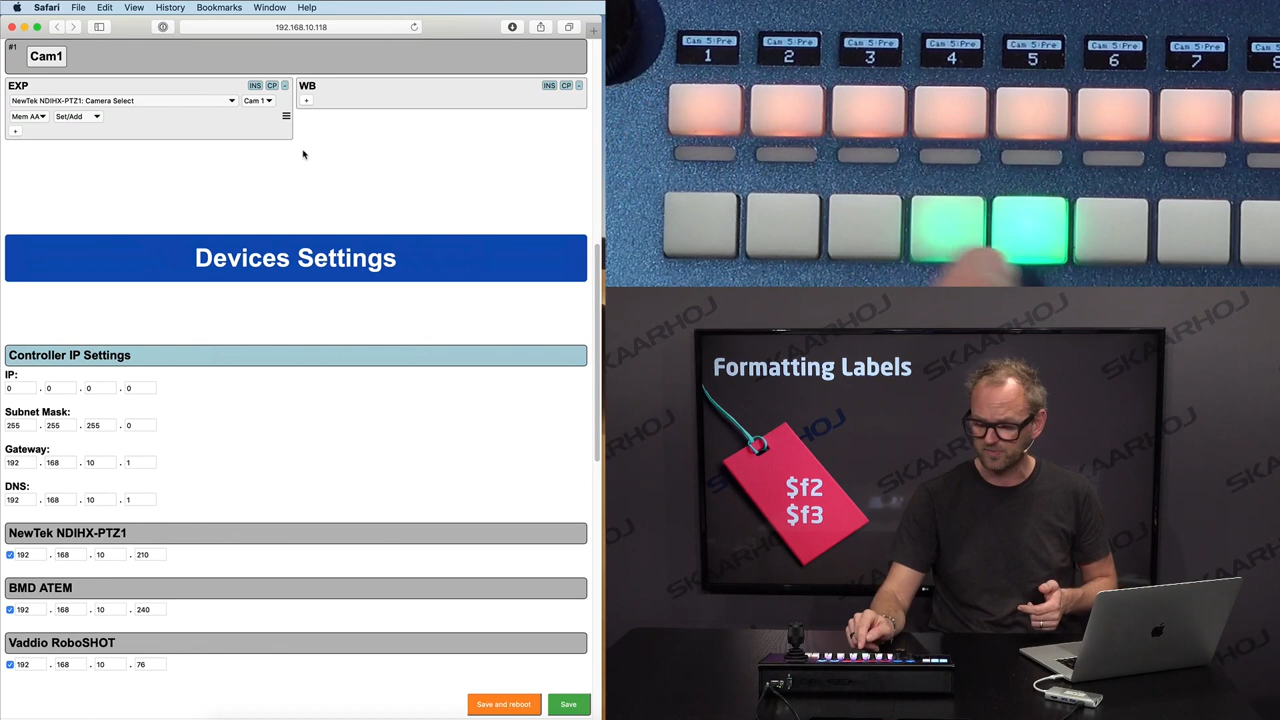 Safari File Edit View History Bookmarks Window Help
192.168.10.118
#1
Cam1
EXP INS CP -
NewTek NDIHX-PTZ1: Camera Select Cam 1
Mem AA Set/Add
+
WB INS CP -
+
Devices Settings
Controller IP Settings
IP:
0 . 0 . 0 . 0
Subnet Mask:
255 . 255 . 255 . 0
Gateway:
192 . 168 . 10 . 1
DNS:
192 . 168 . 10 . 1
NewTek NDIHX-PTZ1
192 . 168 . 10 . 210
BMD ATEM
192 . 168 . 10 . 240
Vaddio RoboSHOT
192 . 168 . 10 . 76
Save and reboot Save
Cam 5:Pre Cam 5:Pre Cam 5:Pre Cam 5:Pre Cam 5:Pre Cam 5:Pre Cam 5:Pre
1 2 3 4 5 6 7 8
Formatting Labels
$f2
$f3
SKAARHOJ
SKAARHOJ
SKAARHOJ
SKAARHOJ